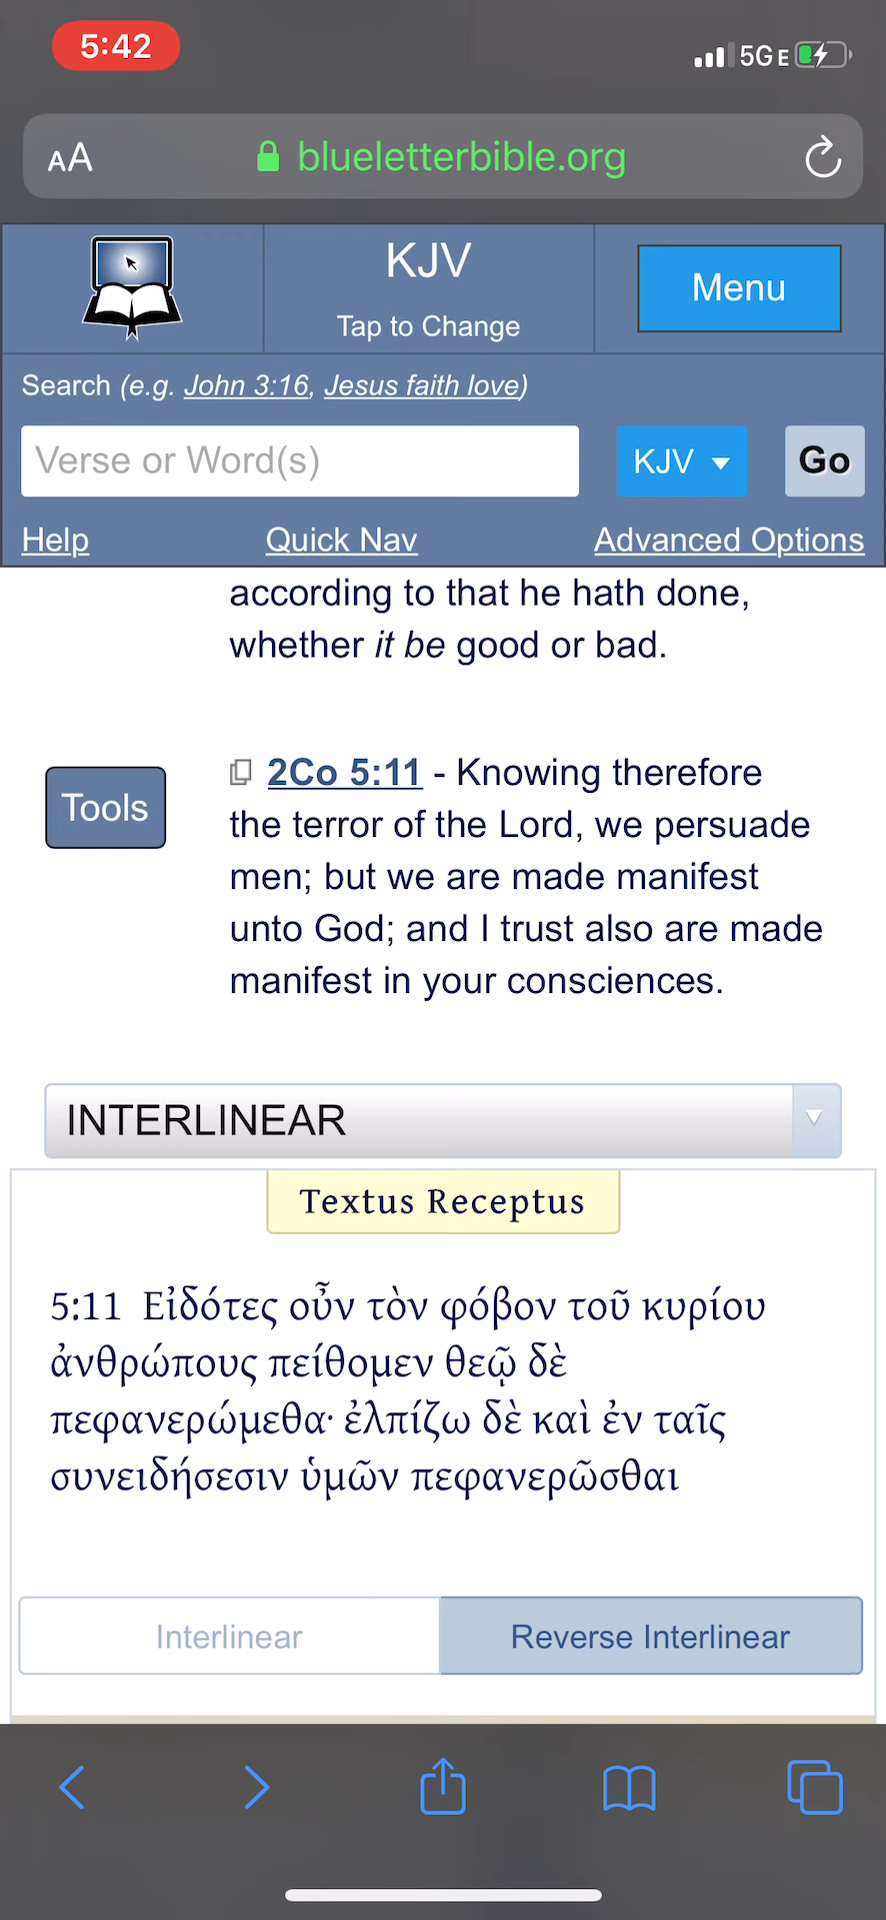 5:42
5GE
AA
blueletterbible.org
KJV
Tap to Change
Menu
Search (e.g. John 3:16, Jesus faith love)
Verse or Word(s)
KJV
Go
Help
Quick Nav
Advanced Options
according to that he hath done,
whether it be good or bad.
Tools
2Co 5:11 - Knowing therefore
the terror of the Lord, we persuade
men; but we are made manifest
unto God; and I trust also are made
manifest in your consciences.
INTERLINEAR
Textus Receptus
5:11 Εἰδότες οὖν τὸν φόβον τοῦ κυρίου
ἀνθρώπους πείθομεν θεῷ δὲ
πεφανερώμεθα· ἐλπίζω δὲ καὶ ἐν ταῖς
συνειδήσεσιν ὑμῶν πεφανερῶσθαι
Interlinear
Reverse Interlinear